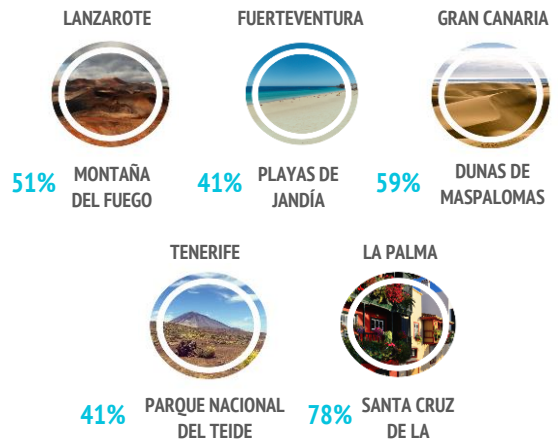 LANZAROTE
FUERTEVENTURA
GRAN CANARIA
51% MONTAÑA
DEL FUEGO
41% PLAYAS DE
JANDÍA
59% DUNAS DE
MASPALOMAS
TENERIFE
LA PALMA
41% PARQUE NACIONAL
DEL TEIDE
78% SANTA CRUZ
DE LA